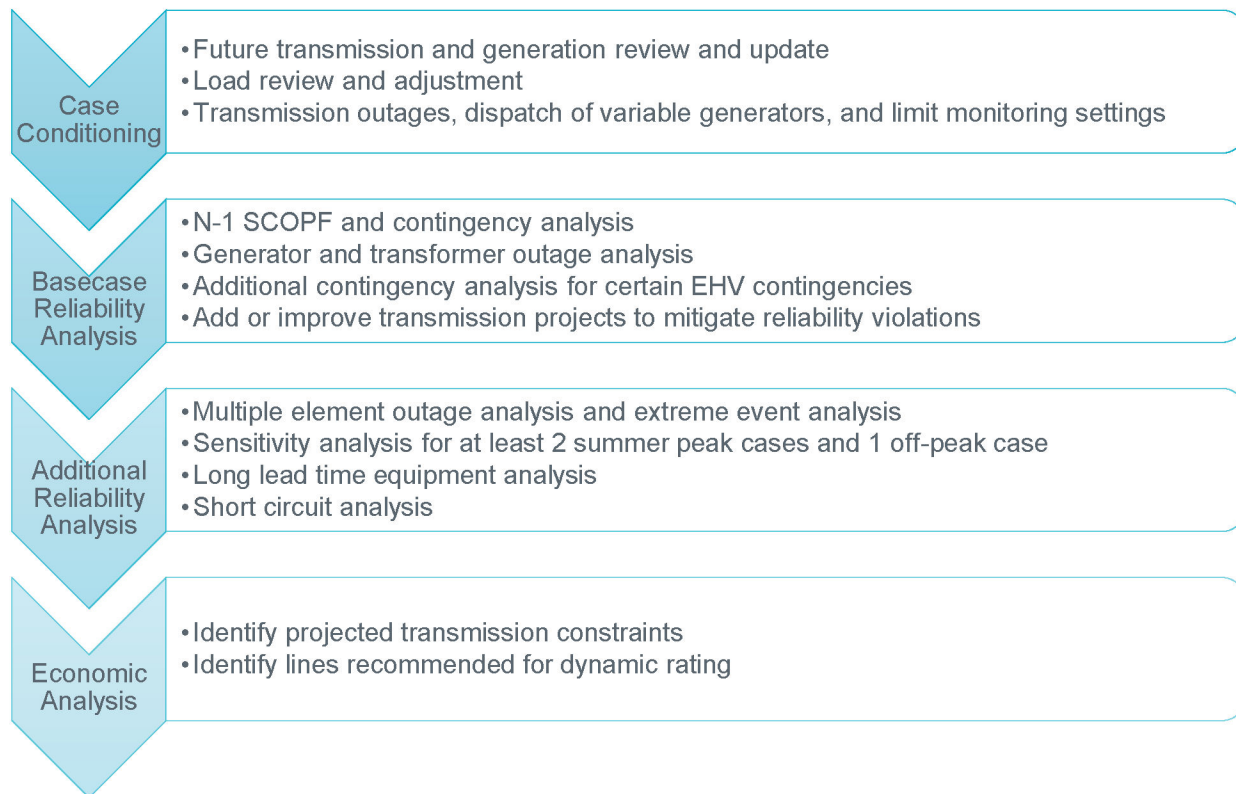 Case
Conditioning
•Future transmission and generation review and update
•Load review and adjustment
•Transmission outages, dispatch of variable generators, and limit monitoring settings
Basecase
Reliability
Analysis
•N-1 SCOPF and contingency analysis
•Generator and transformer outage analysis
•Additional contingency analysis for certain EHV contingencies
•Add or improve transmission projects to mitigate reliability violations
Additional
Reliability
Analysis
•Multiple element outage analysis and extreme event analysis
•Sensitivity analysis for at least 2 summer peak cases and 1 off-peak case
•Long lead time equipment analysis
•Short circuit analysis
Economic
Analysis
•Identify projected transmission constraints
•Identify lines recommended for dynamic rating